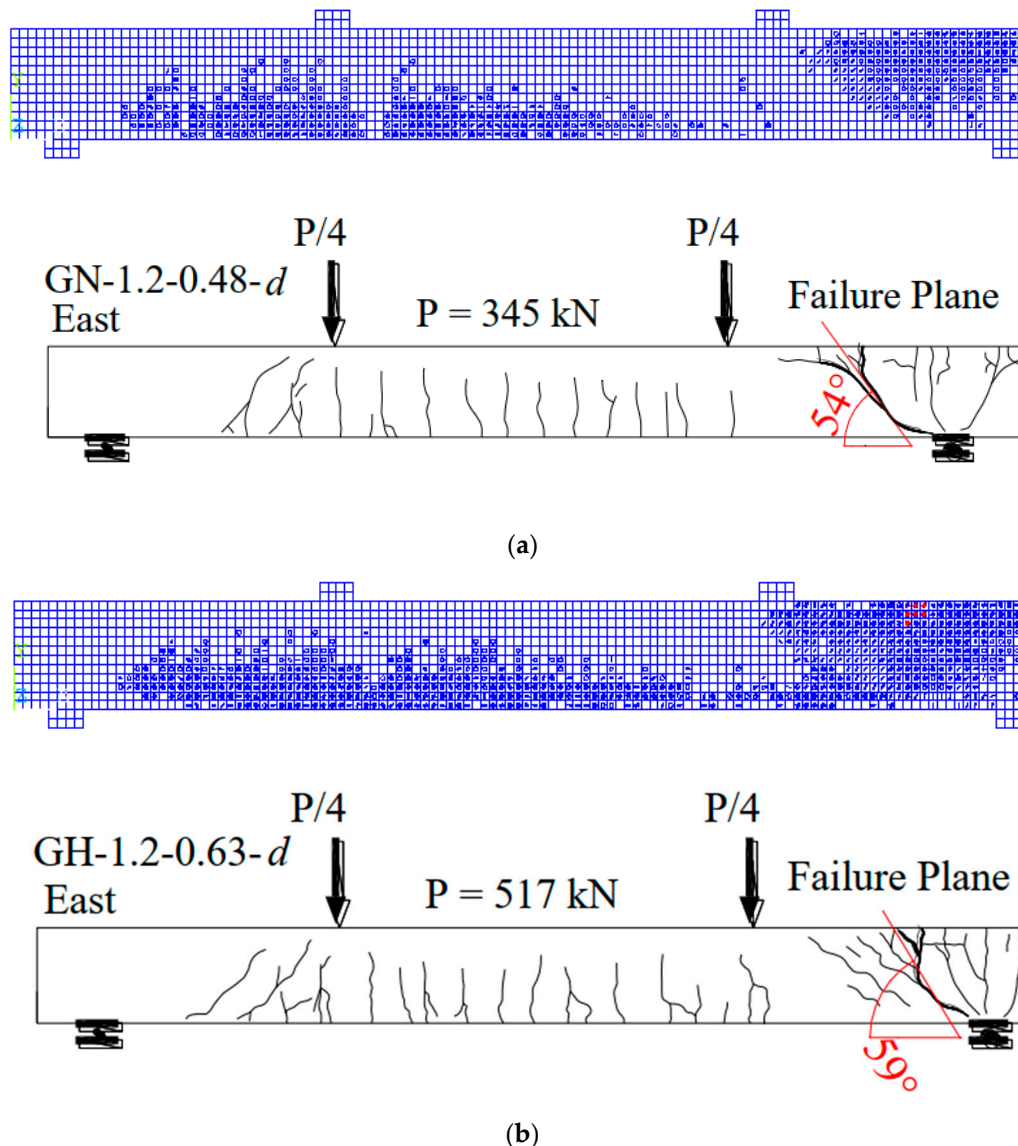 Y
Z
P/4 P/4
GN-1.2-0.48-d
East
P = 345 kN
Failure Plane
54°
(a)
Y
P/4 P/4
GH-1.2-0.63-d
East
P = 517 kN
Failure Plane
59°
(b)